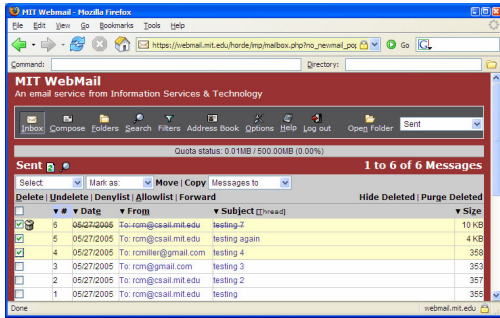 MIT Webmail - Mozilla Firefox
File Edit View Go Bookmarks Tools Help
https://webmail.mit.edu/horde/imp/mailbox.php?no_newmail_pop Go
Command: Directory:
MIT WebMail
An email service from Information Services & Technology
Inbox Compose Folders Search Filters Address Book Options Help Log out Open Folder Sent
Quota status: 0.01MB / 500.00MB (0.00%)
Sent 1 to 6 of 6 Messages
Select: Mark as: Move | Copy Messages to
Delete | Undelete | Denylist | Allowlist | Forward Hide Deleted | Purge Deleted
# Date From Subject [Thread] Size
6 05/27/2005 To: rcm@csail.mit.edu testing 7 10 KB
5 05/27/2005 To: rcm@csail.mit.edu testing again 4 KB
4 05/27/2005 To: rcmiller@gmail.com testing 4 358
3 05/27/2005 To: rcm@gmail.com testing 3 353
2 05/27/2005 To: rcm@csail.mit.edu testing 2 357
1 05/27/2005 To: rcm@csail.mit.edu testing 355
Done webmail.mit.edu